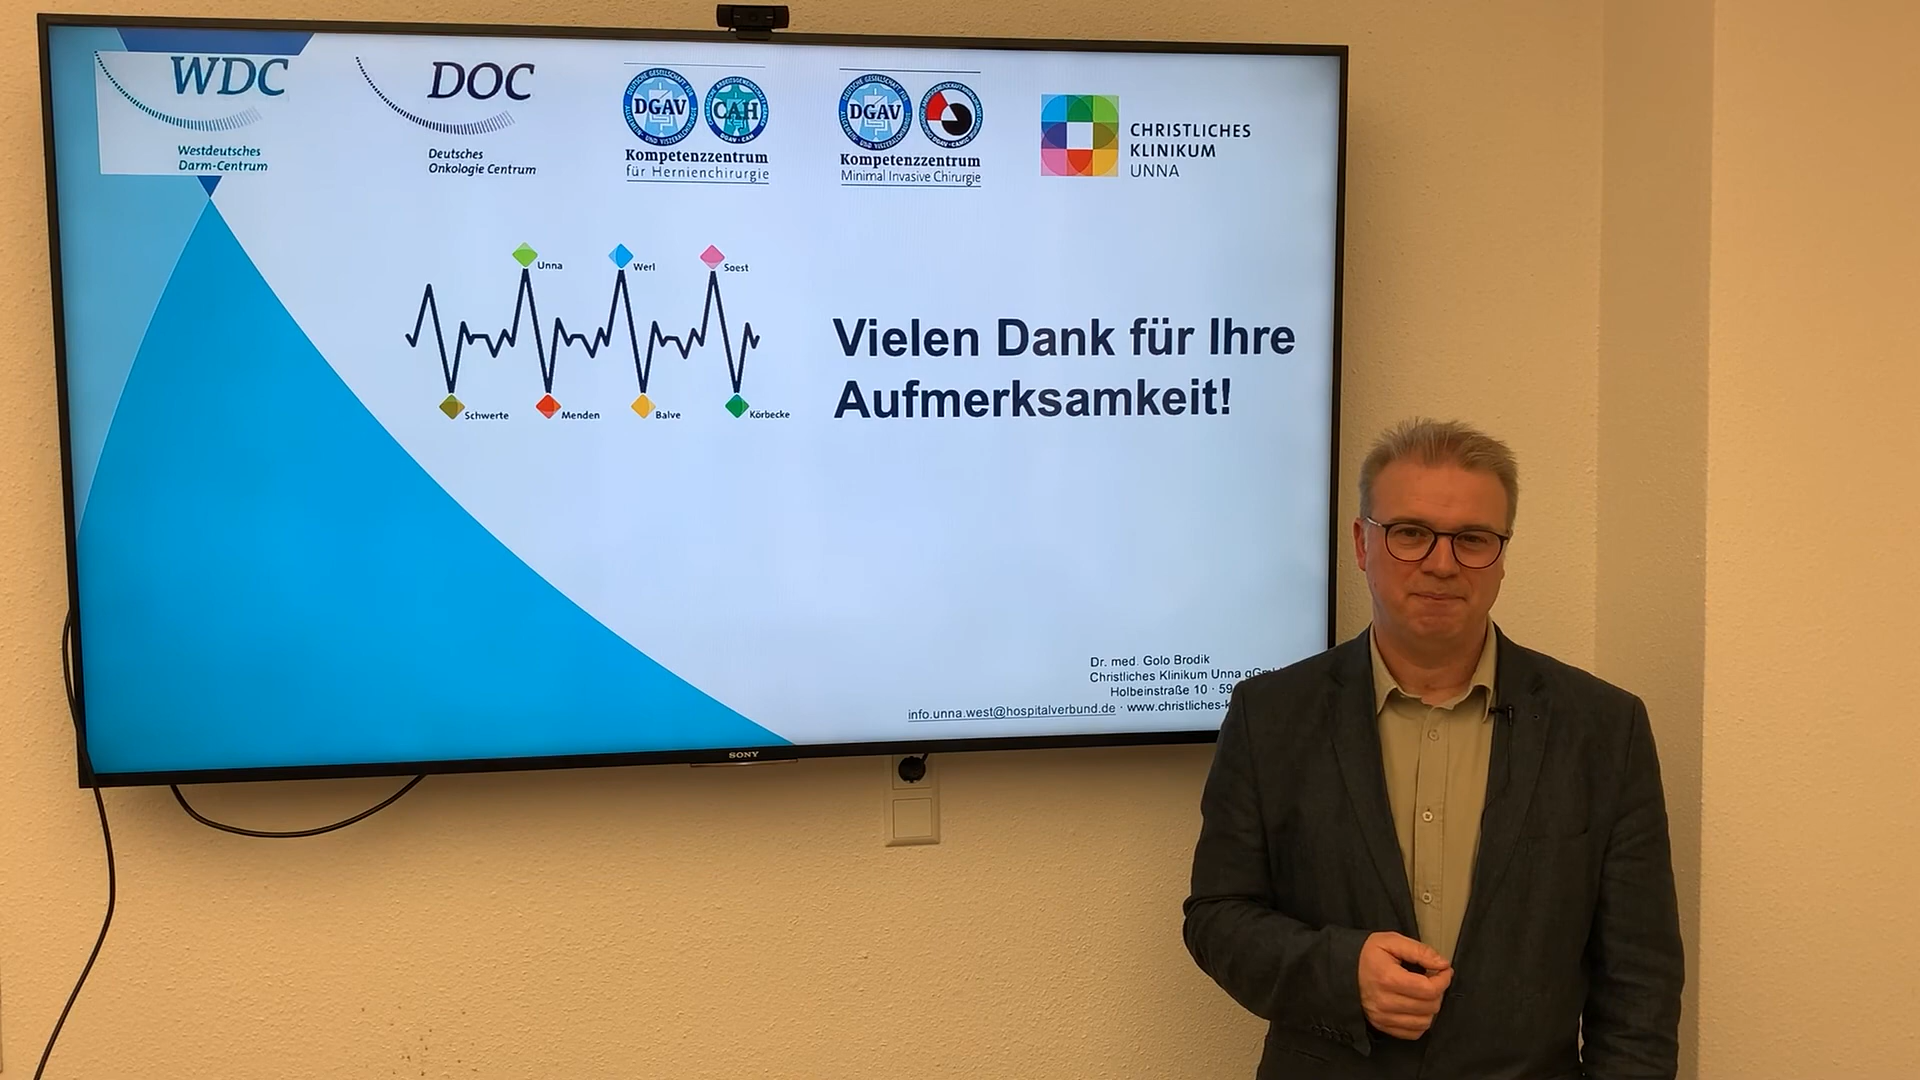 WDC
Westdeutsches
Darm-Centrum
DOC
Deutsches
Onkologie Centrum
DGAV
CAH
Kompetenzzentrum
für Hernienchirurgie
DGAV
Kompetenzzentrum
Minimal Invasive Chirurgie
CHRISTLICHES
KLINIKUM
UNNA
Unna
Werl
Soest
Schwerte
Menden
Balve
Körbecke
Vielen Dank für Ihre
Aufmerksamkeit!
Dr. med. Golo Brodik
Christliches Klinikum Unna
Holbeinstraße 10 · 59
info.unna.west@hospitalverbund.de · www.christliches-k
SONY